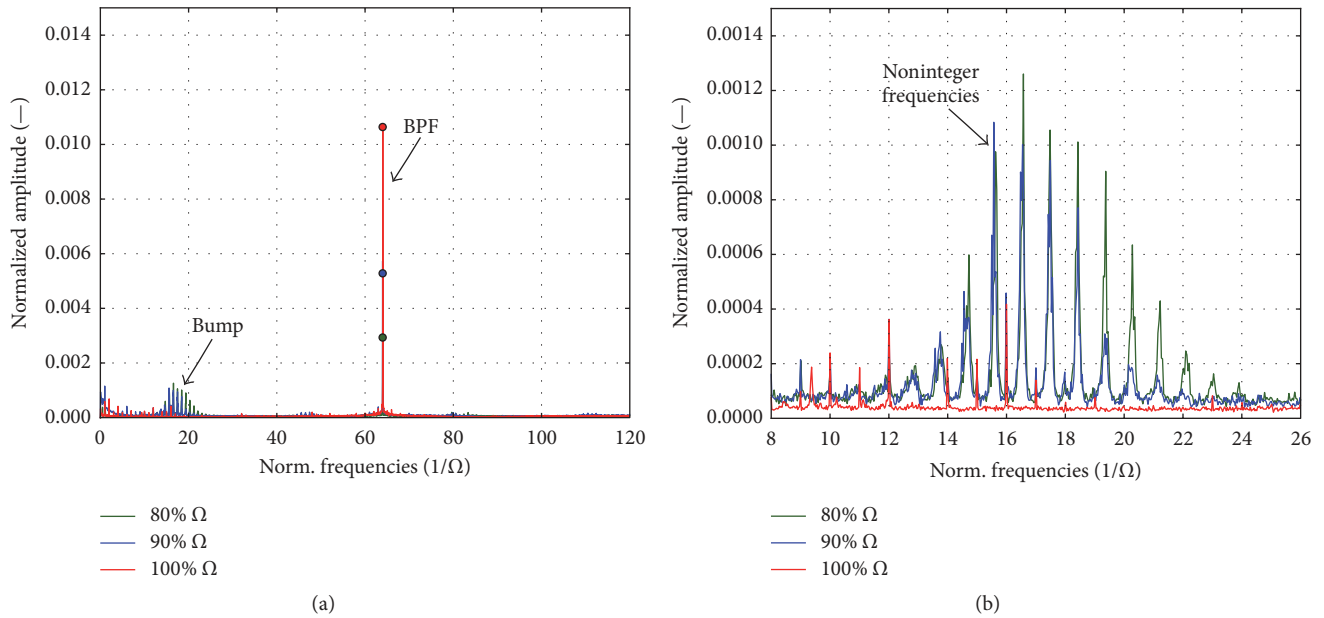 0.014
0.012
0.010
0.008
0.006
0.004
0.002
0.000
Normalized amplitude (—)
BPF
Bump
0 20 40 60 80 100 120
Norm. frequencies (1/Ω)
80% Ω
90% Ω
100% Ω
(a)
0.0014
0.0012
0.0010
0.0008
0.0006
0.0004
0.0002
0.0000
Normalized amplitude (—)
Noninteger
frequencies
8 10 12 14 16 18 20 22 24 26
Norm. frequencies (1/Ω)
80% Ω
90% Ω
100% Ω
(b)